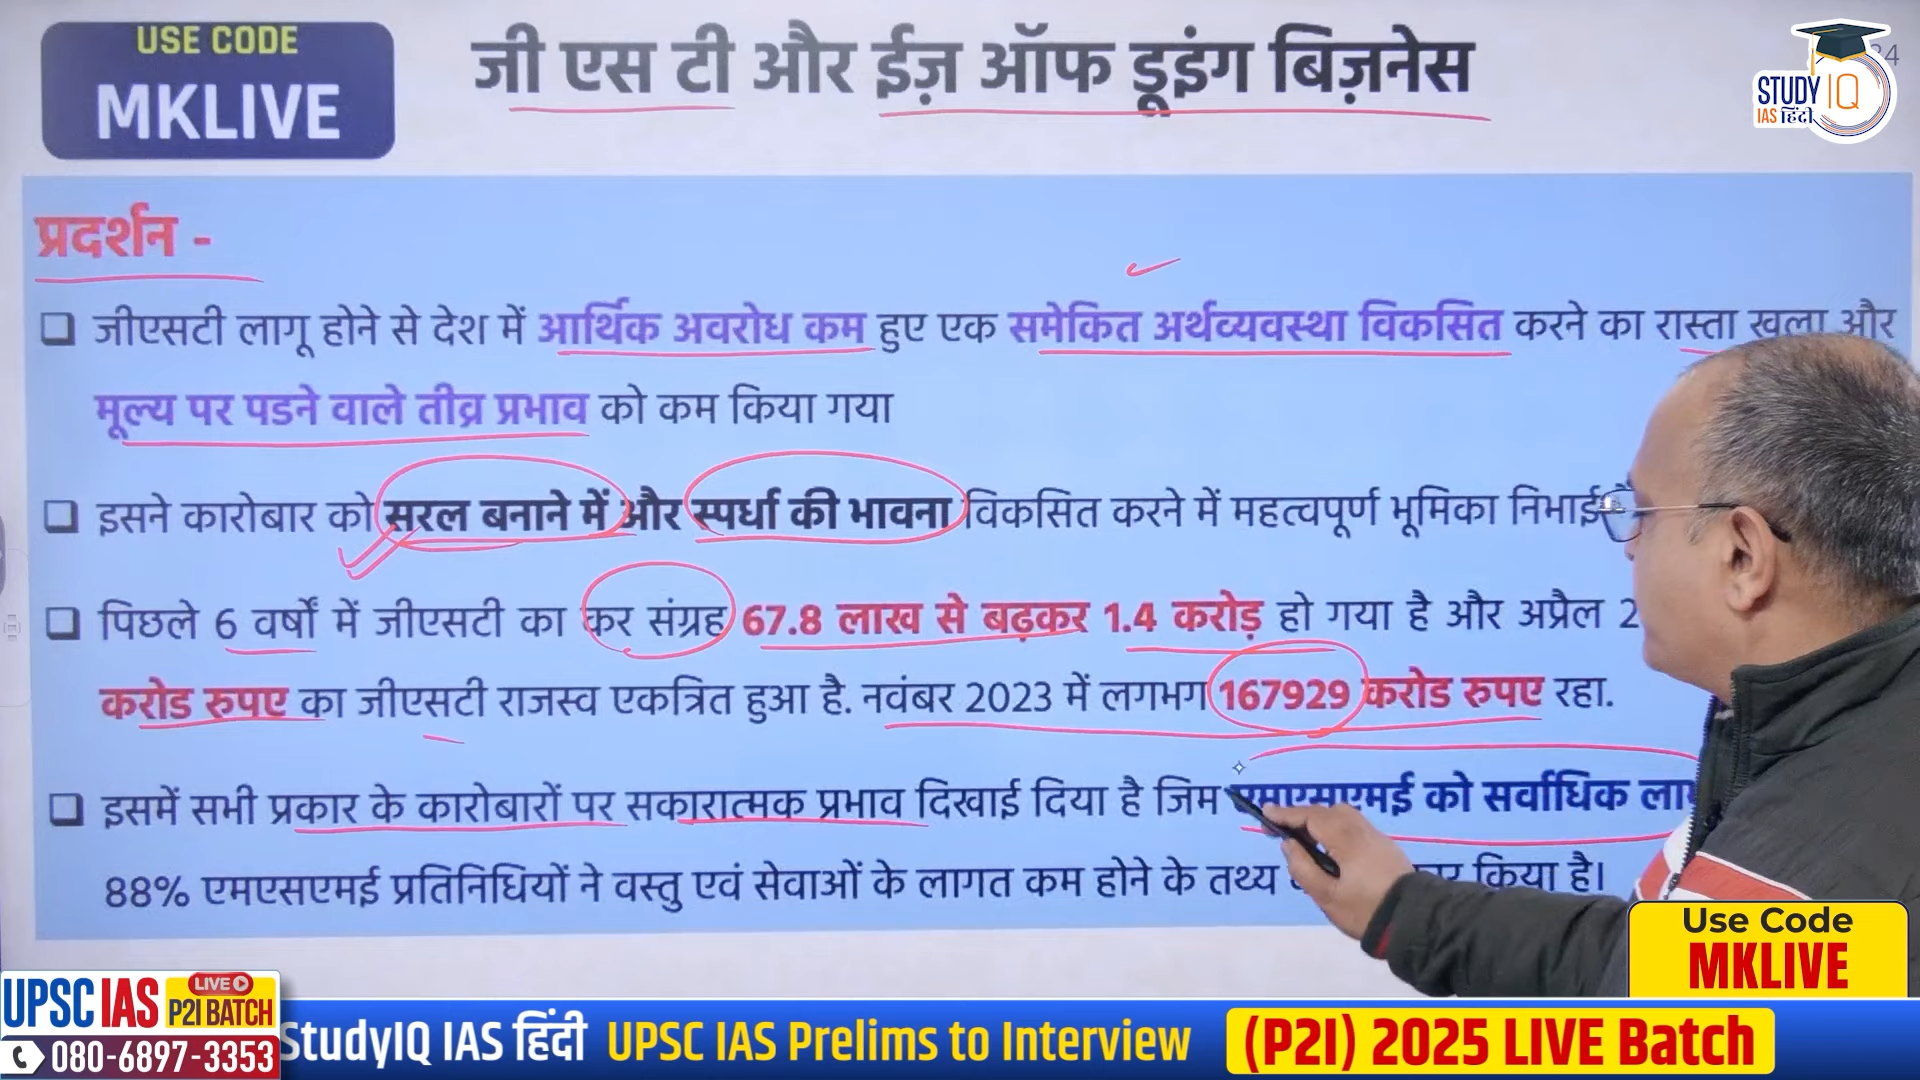 USE CODE
MKLIVE
जी एस टी और ईज़ ऑफ डूइंग बिज़नेस
STUDY IQ
IAS हिंदी
प्रदर्शन -
❑ जीएसटी लागू होने से देश में आर्थिक अवरोध कम हुए एक समेकित अर्थव्यवस्था विकसित करने का रास्ता खुला और
मूल्य पर पडने वाले तीव्र प्रभाव को कम किया गया
❑ इसने कारोबार को सरल बनाने में और स्पर्धा की भावना विकसित करने में महत्वपूर्ण भूमिका निभाई
❑ पिछले 6 वर्षों में जीएसटी का कर संग्रह 67.8 लाख से बढ़कर 1.4 करोड़ हो गया है और अप्रैल 2
करोड रुपए का जीएसटी राजस्व एकत्रित हुआ है. नवंबर 2023 में लगभग 167929 करोड रुपए रहा.
❑ इसमें सभी प्रकार के कारोबारों पर सकारात्मक प्रभाव दिखाई दिया है जिम एमएसएमई को सर्वाधिक
88% एमएसएमई प्रतिनिधियों ने वस्तु एवं सेवाओं के लागत कम होने के तथ्य किया है।
Use Code
MKLIVE
UPSC IAS LIVE P2I BATCH
080-6897-3353
StudyIQ IAS हिंदी UPSC IAS Prelims to Interview (P2I) 2025 LIVE Batch